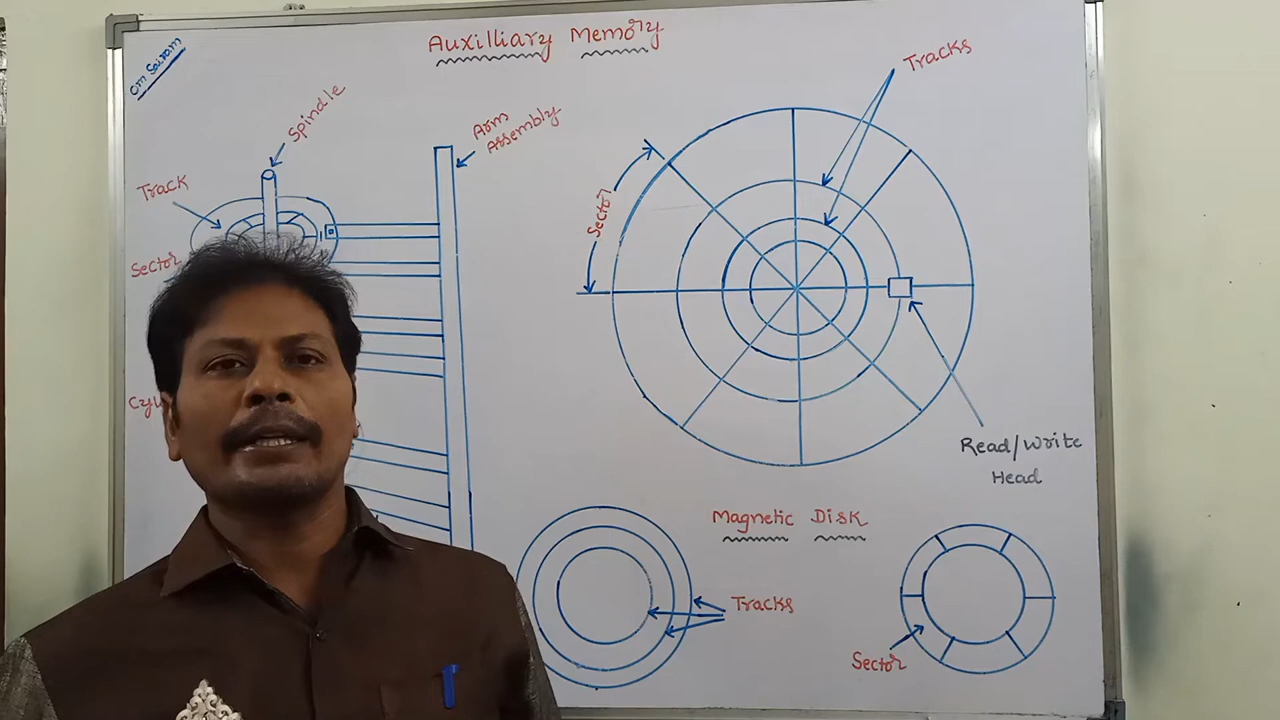 Auxilliary Memory
Om Sairam
Tracks
Spindle
Arm
Assembly
Track
Sector
Sector
Read/Write
Head
Magnetic Disk
Tracks
Sector